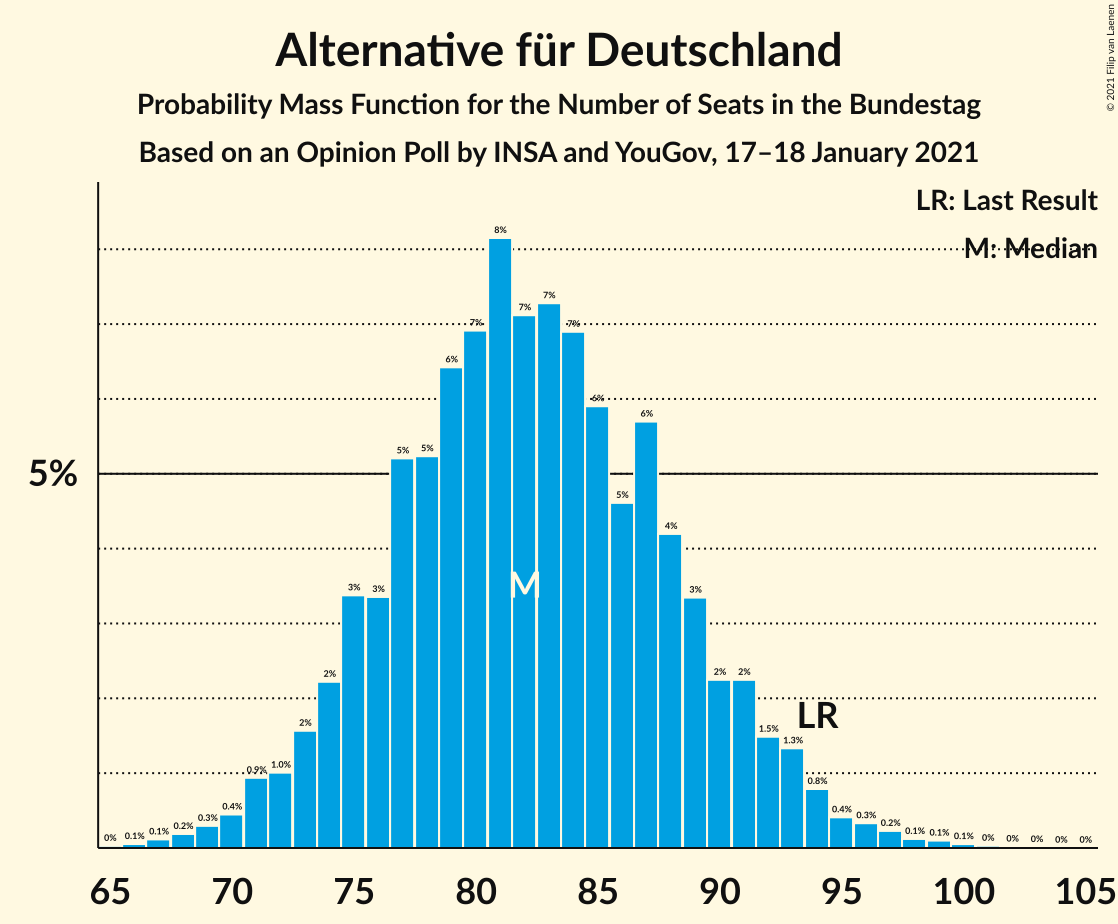 © 2021 Filip van Laenen
Alternative für Deutschland
Probability Mass Function for the Number of Seats in the Bundestag
Based on an Opinion Poll by INSA and YouGov, 17–18 January 2021
LR: Last Result
M: Median
5%
0% 0.1% 0.1% 0.2% 0.3% 0.4% 0.9% 1.0% 2% 2% 3% 3% 5% 5% 6% 7% 8% 7% 7% 7% 6% 5% 6% 4% 3% 2% 2% 1.5% 1.3% 0.8% 0.4% 0.3% 0.2% 0.1% 0.1% 0.1% 0% 0% 0% 0% 0%
M
LR
65 70 75 80 85 90 95 100 105